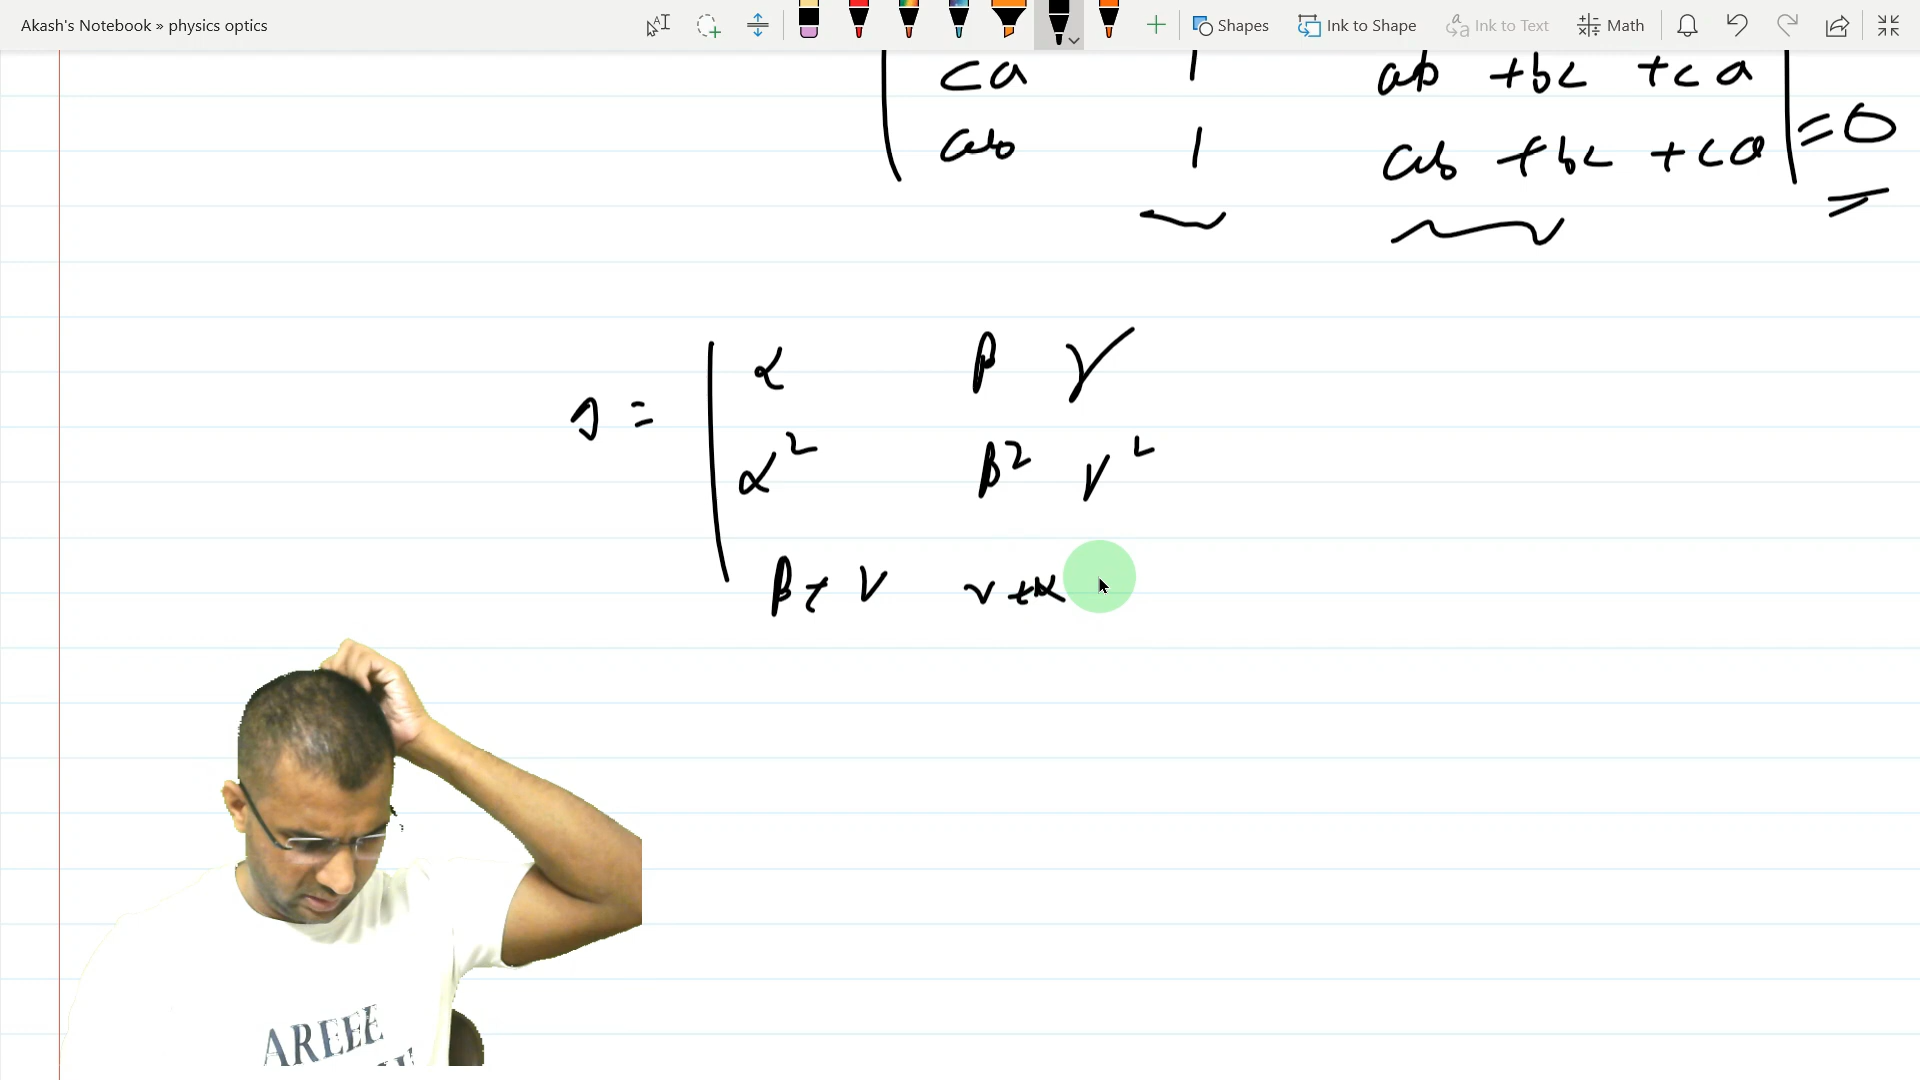 Akash's Notebook » physics optics
Shapes Ink to Shape Ink to Text Math
ca 1 ab + bc + ca
ab 1 ab + bc + ca = 0
α β γ
Δ =
α² β² γ²
β + γ γ + α
AREEE